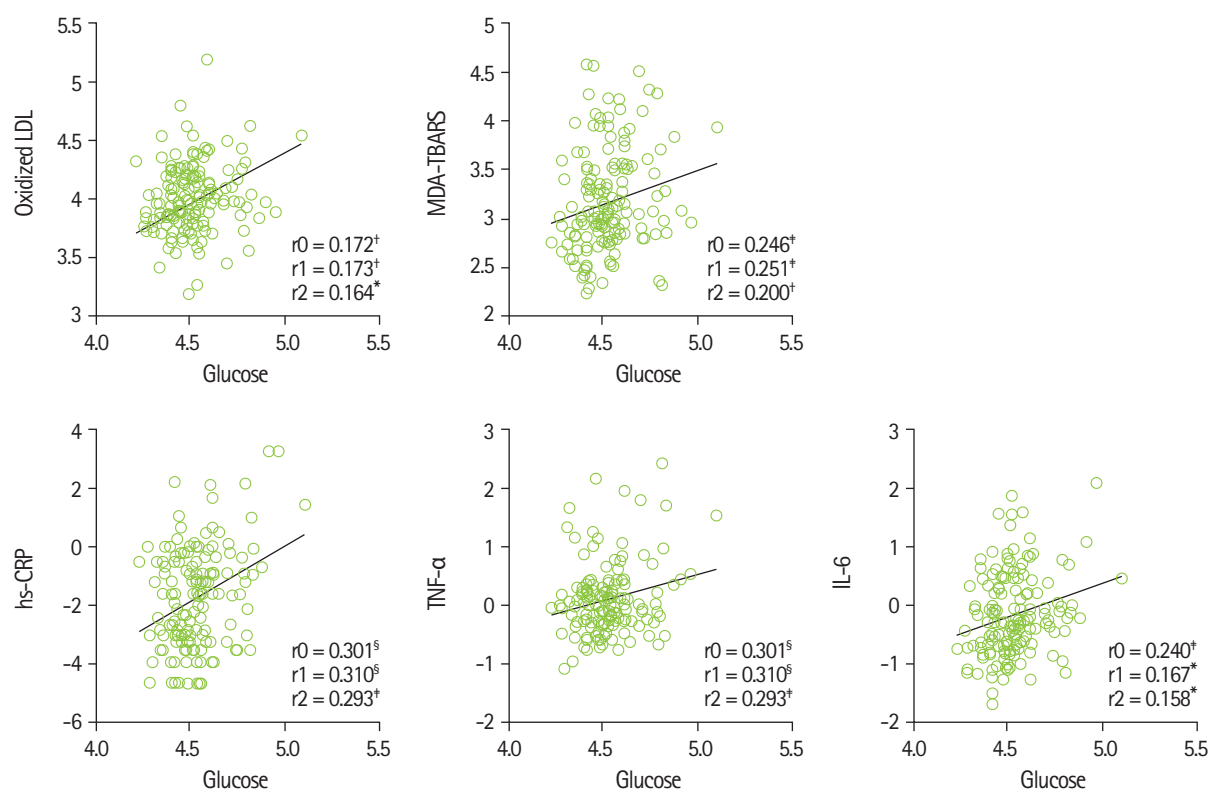 5.5
5
4.5
4
3.5
3
Oxidized LDL
r0 = 0.172†
r1 = 0.173†
r2 = 0.164*
4.0 4.5 5.0 5.5
Glucose
5
4.5
4
3.5
3
2.5
2
MDA-TBARS
r0 = 0.246‡
r1 = 0.251‡
r2 = 0.200†
4.0 4.5 5.0 5.5
Glucose
4
2
0
-2
-4
-6
hs-CRP
r0 = 0.301§
r1 = 0.310§
r2 = 0.293‡
4.0 4.5 5.0 5.5
Glucose
3
2
1
0
-1
-2
TNF-α
r0 = 0.301§
r1 = 0.310§
r2 = 0.293‡
4.0 4.5 5.0 5.5
Glucose
3
2
1
0
-1
-2
IL-6
r0 = 0.240‡
r1 = 0.167*
r2 = 0.158*
4.0 4.5 5.0 5.5
Glucose